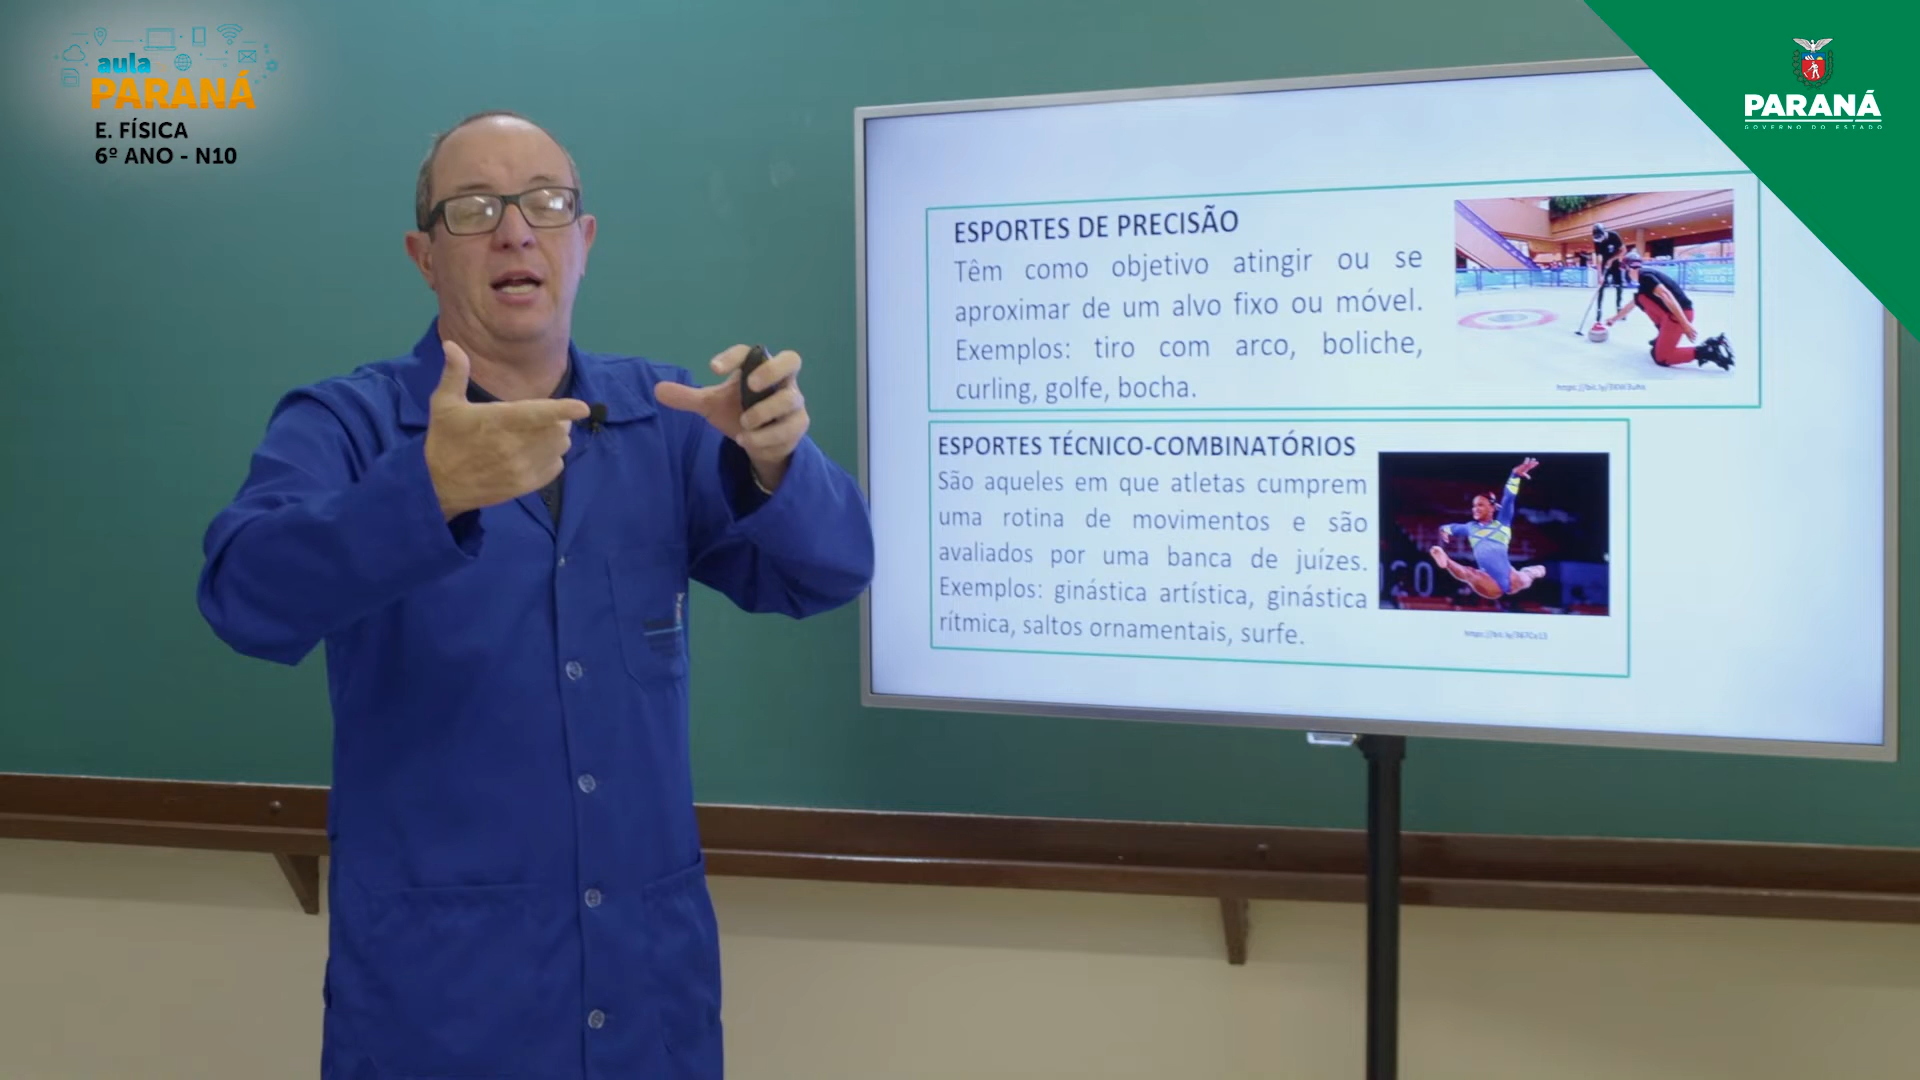 aula
PARANÁ
E. FÍSICA
6º ANO - N10
PARANÁ
GOVERNO DO ESTADO
ESPORTES DE PRECISÃO
Têm como objetivo atingir ou se
aproximar de um alvo fixo ou móvel.
Exemplos: tiro com arco, boliche,
curling, golfe, bocha.
ESPORTES TÉCNICO-COMBINATÓRIOS
São aqueles em que atletas cumprem
uma rotina de movimentos e são
avaliados por uma banca de juízes.
Exemplos: ginástica artística, ginástica
rítmica, saltos ornamentais, surfe.